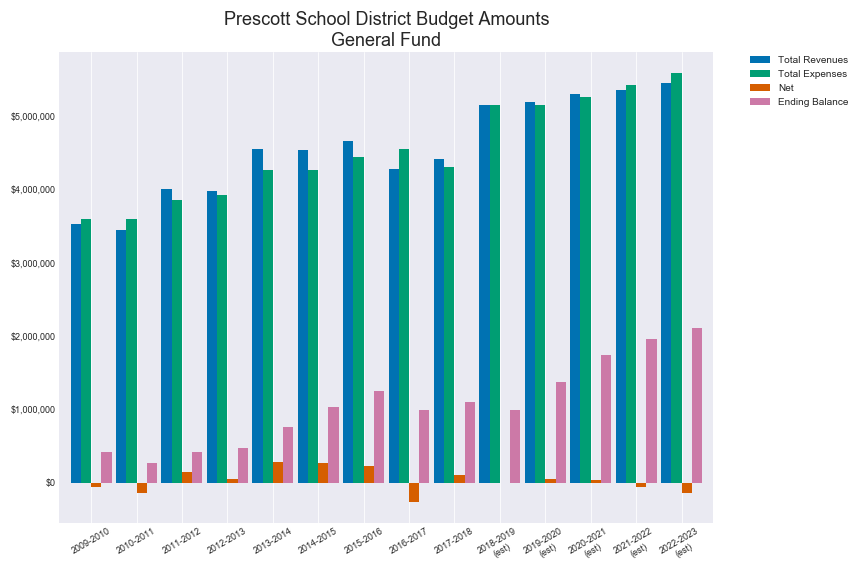 Prescott School District Budget Amounts
General Fund
Total Revenues
Total Expenses
Net
Ending Balance
$5,000,000
$4,000,000
$3,000,000
$2,000,000
$1,000,000
$0
2009-2010
2010-2011
2011-2012
2012-2013
2013-2014
2014-2015
2015-2016
2016-2017
2017-2018
2018-2019
(est)
2019-2020
(est)
2020-2021
(est)
2021-2022
(est)
2022-2023
(est)